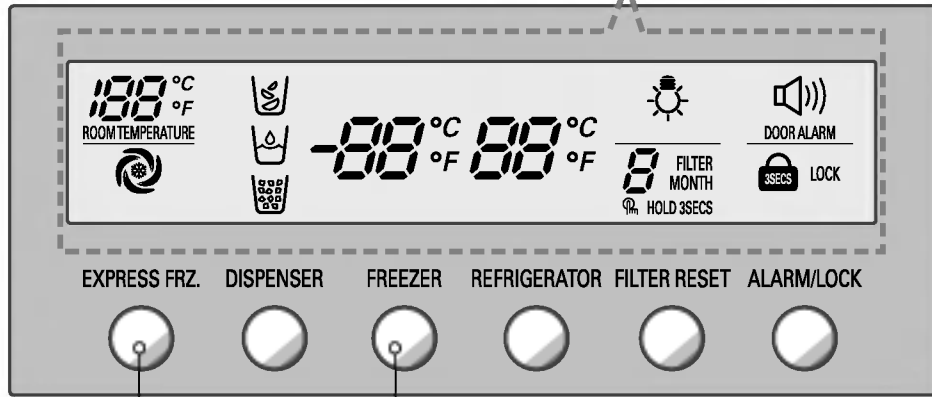 188 °C °F
ROOM TEMPERATURE
-88 °C °F
88 °C °F
8 FILTER MONTH
HOLD 3SECS
DOOR ALARM
3SECS LOCK
EXPRESS FRZ. DISPENSER FREEZER REFRIGERATOR FILTER RESET ALARM/LOCK